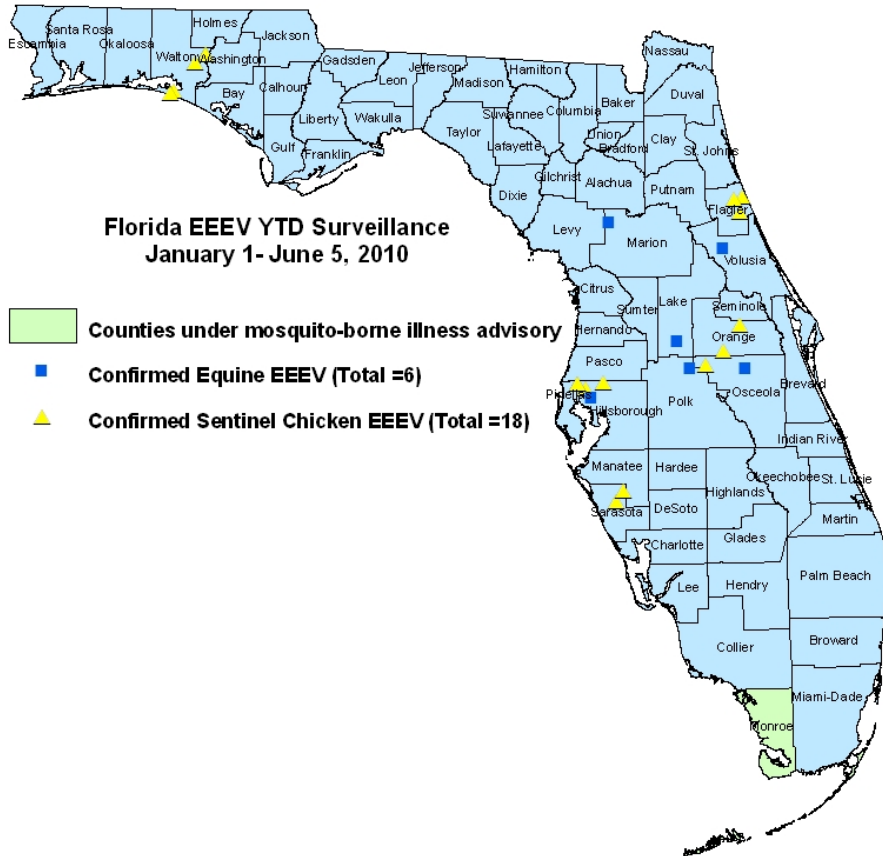 Holmes
Jackson
Santa Rosa
Escambia
Okaloosa
Walton
Washington
Nassau
Gadsden
Jefferson
Hamilton
Leon
Madison
Bay
Calhoun
Baker
Duval
Suwannee
Columbia
Liberty
Wakulla
Taylor
Union
Clay
Bradford
St. Johns
Lafayette
Gulf
Franklin
Gilchrist
Alachua
Putnam
Dixie
Flagler
Florida EEEV YTD Surveillance
January 1- June 5, 2010
Levy
Marion
Volusia
Citrus
Sumter
Lake
Seminole
Hernando
Orange
Counties under mosquito-borne illness advisory
Pasco
Confirmed Equine EEEV (Total =6)
Pinellas
Hillsborough
Polk
Osceola
Brevard
Confirmed Sentinel Chicken EEEV (Total =18)
Indian River
Manatee
Hardee
Okeechobee
St. Lusie
Highlands
Sarasota
DeSoto
Martin
Charlotte
Glades
Palm Beach
Lee
Hendry
Collier
Broward
Miami-Dade
Monroe